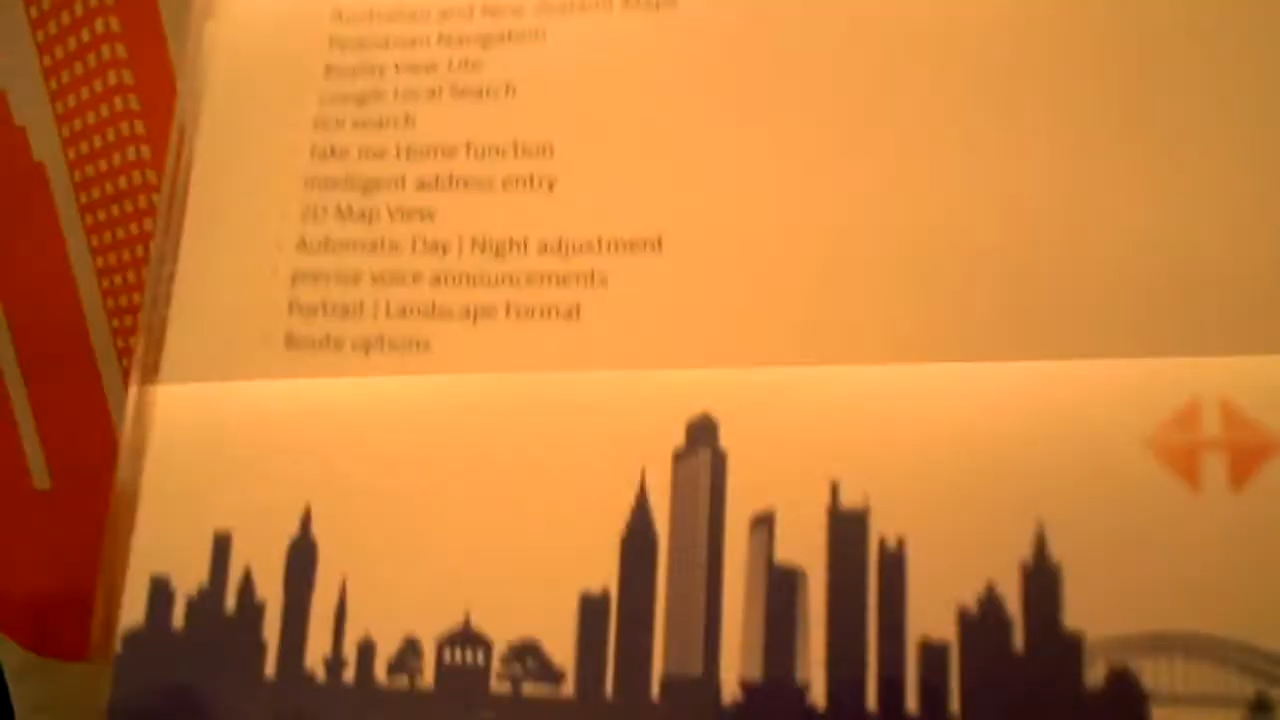 Australian and New Zealand Maps
Pedestrian Navigation
Reality View Lite
Google Local Search
POI search
Take me Home function
Intelligent address entry
2D Map View
Automatic Day | Night adjustment
precise voice announcements
Portrait | Landscape Format
Route options